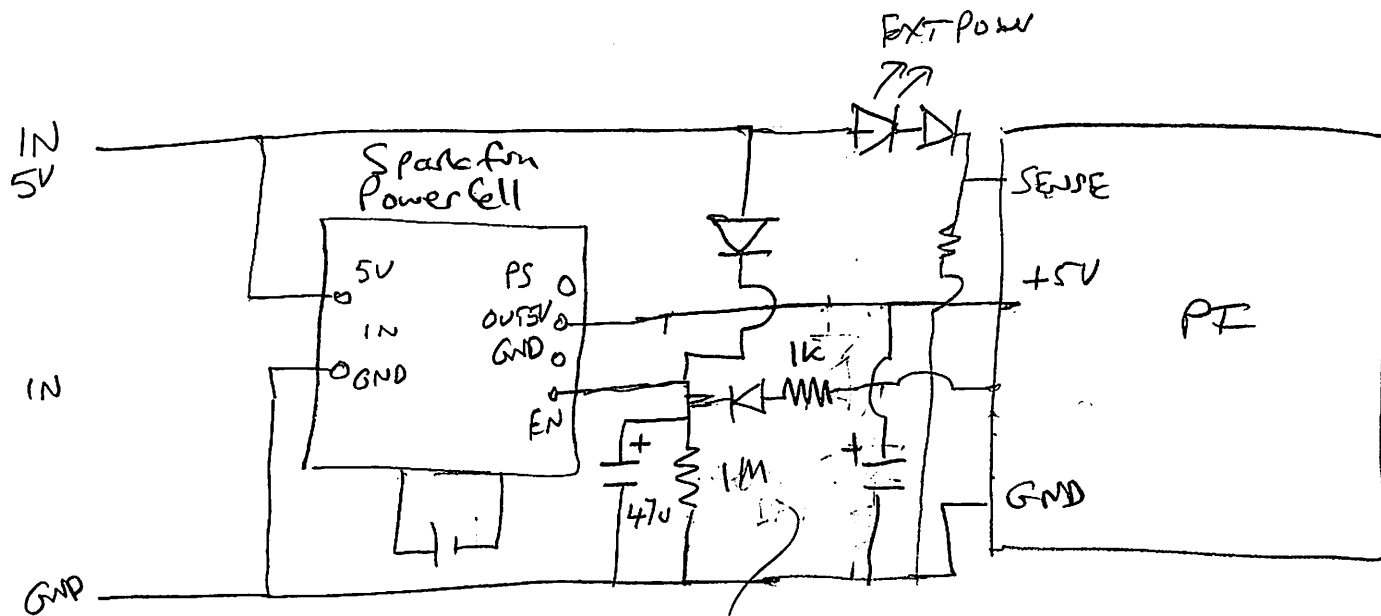 EXT POWER
IN
5V
Sparkfun
PowerCell
SENSE
5V
PS
+5V
OUT5V
PI
IN
GND
1K
IN
GND
EN
+
+
1M
47u
GND
GND